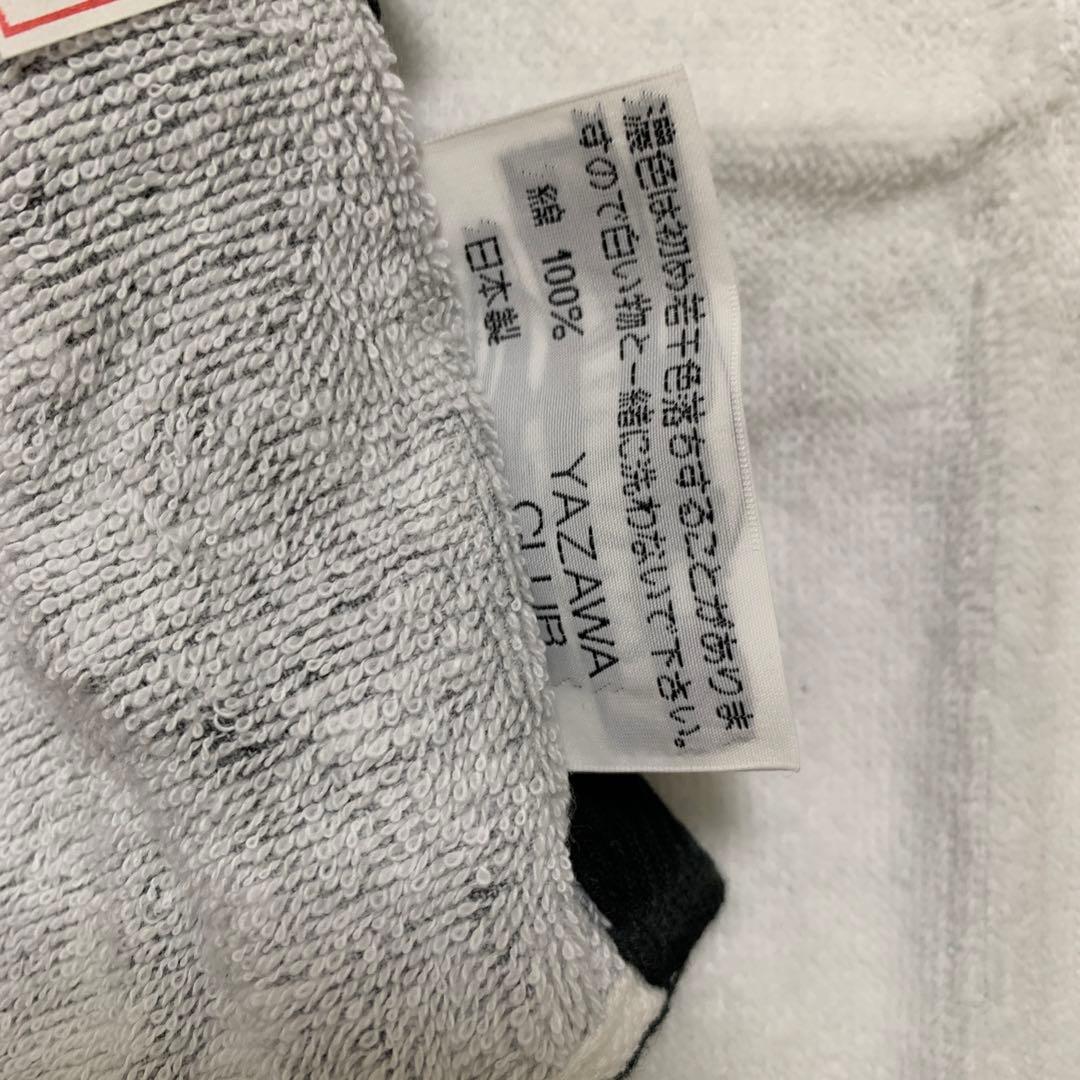 濃色は初め若干色落ちすることがありま
すので白い物と一緒に洗わないで下さい。
綿 100%
日本製
YAZAWA
CLUB